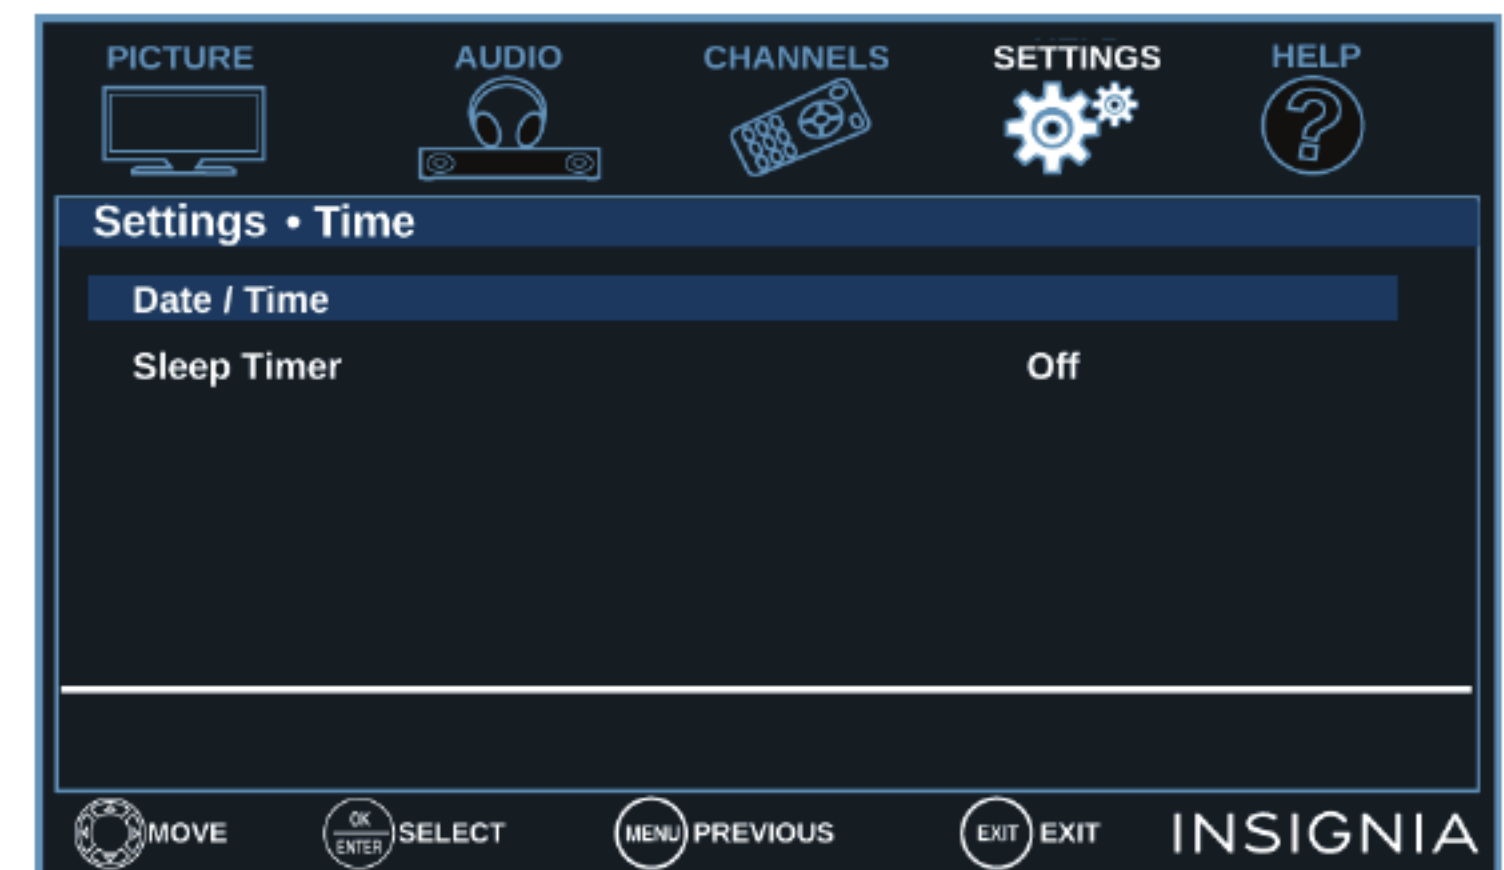 PICTURE AUDIO CHANNELS SETTINGS HELP
Settings • Time
Date / Time
Sleep Timer Off
MOVE OK ENTER SELECT MENU PREVIOUS EXIT EXIT INSIGNIA